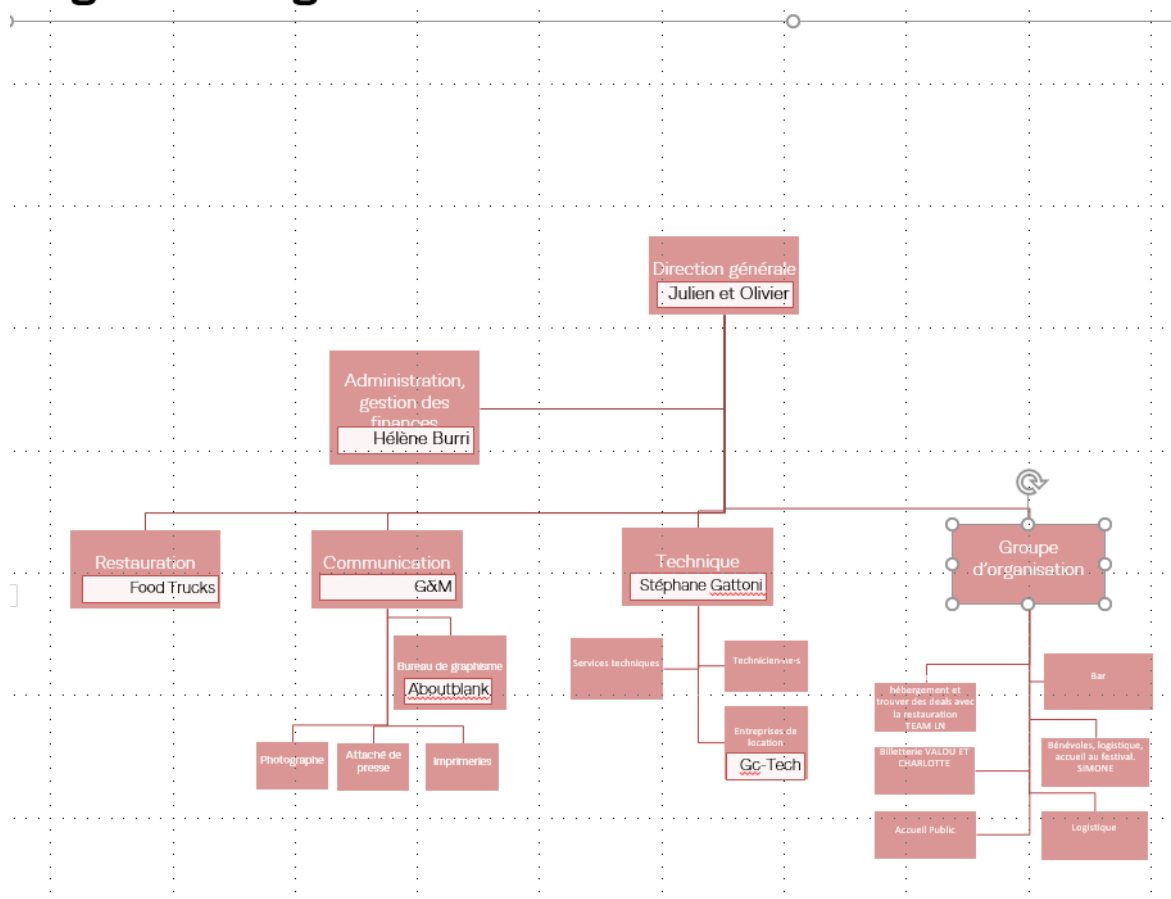 Direction générale
Julien et Olivier
Administration,
gestion des
finances
Hélène Burri
Restauration
Food Trucks
Communication
G&M
Technique
Stéphane Gattoni
Groupe
d'organisation
Bureau de graphisme
Aboutblank
Services techniques
Technicien·ne·s
Entreprises de
location
Gc-Tech
Photographe
Attaché de
presse
Imprimeries
hébergement et
trouver des deals avec
la restauration
TEAM LN
Bar
Billetterie VALDU ET
CHARLOTTE
Bénévoles, logistique,
accueil au festival.
SIMONE
Accueil Public
Logistique